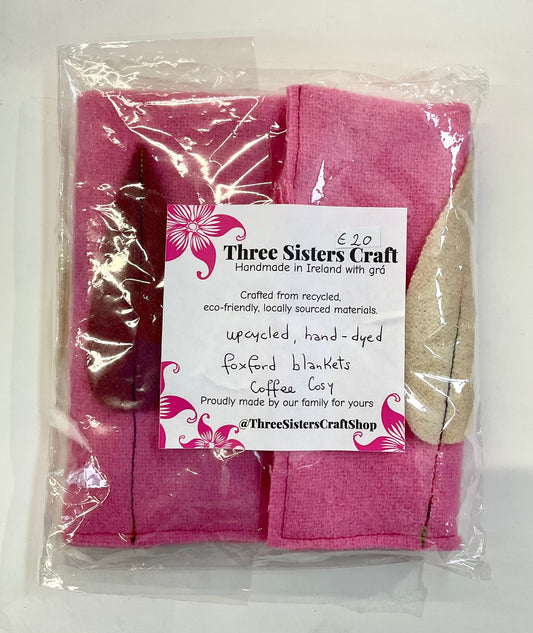 €20
Three Sisters Craft
Handmade in Ireland with grá
Crafted from recycled,
eco-friendly, locally sourced materials.
upcycled, hand-dyed
foxford blankets
Coffee Cosy
Proudly made by our family for yours
@ThreeSistersCraftShop